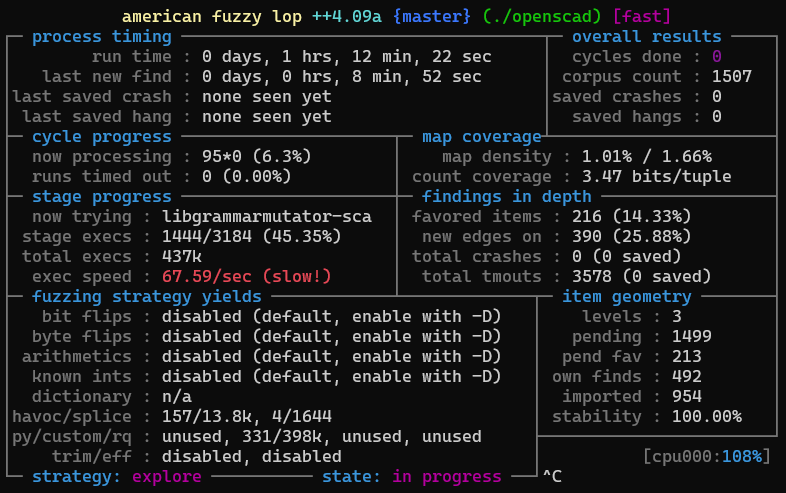 american fuzzy lop ++4.09a {master} (./openscad) [fast]
process timing overall results
run time : 0 days, 1 hrs, 12 min, 22 sec cycles done : 0
last new find : 0 days, 0 hrs, 8 min, 52 sec corpus count : 1507
last saved crash : none seen yet saved crashes : 0
last saved hang : none seen yet saved hangs : 0
cycle progress map coverage
now processing : 95*0 (6.3%) map density : 1.01% / 1.66%
runs timed out : 0 (0.00%) count coverage : 3.47 bits/tuple
stage progress findings in depth
now trying : libgrammarmutator-sca favored items : 216 (14.33%)
stage execs : 1444/3184 (45.35%) new edges on : 390 (25.88%)
total execs : 437k total crashes : 0 (0 saved)
exec speed : 67.59/sec (slow!) total tmouts : 3578 (0 saved)
fuzzing strategy yields item geometry
bit flips : disabled (default, enable with -D) levels : 3
byte flips : disabled (default, enable with -D) pending : 1499
arithmetics : disabled (default, enable with -D) pend fav : 213
known ints : disabled (default, enable with -D) own finds : 492
dictionary : n/a imported : 954
havoc/splice : 157/13.8k, 4/1644 stability : 100.00%
py/custom/rq : unused, 331/398k, unused, unused
trim/eff : disabled, disabled [cpu000:108%]
strategy: explore state: in progress ^C